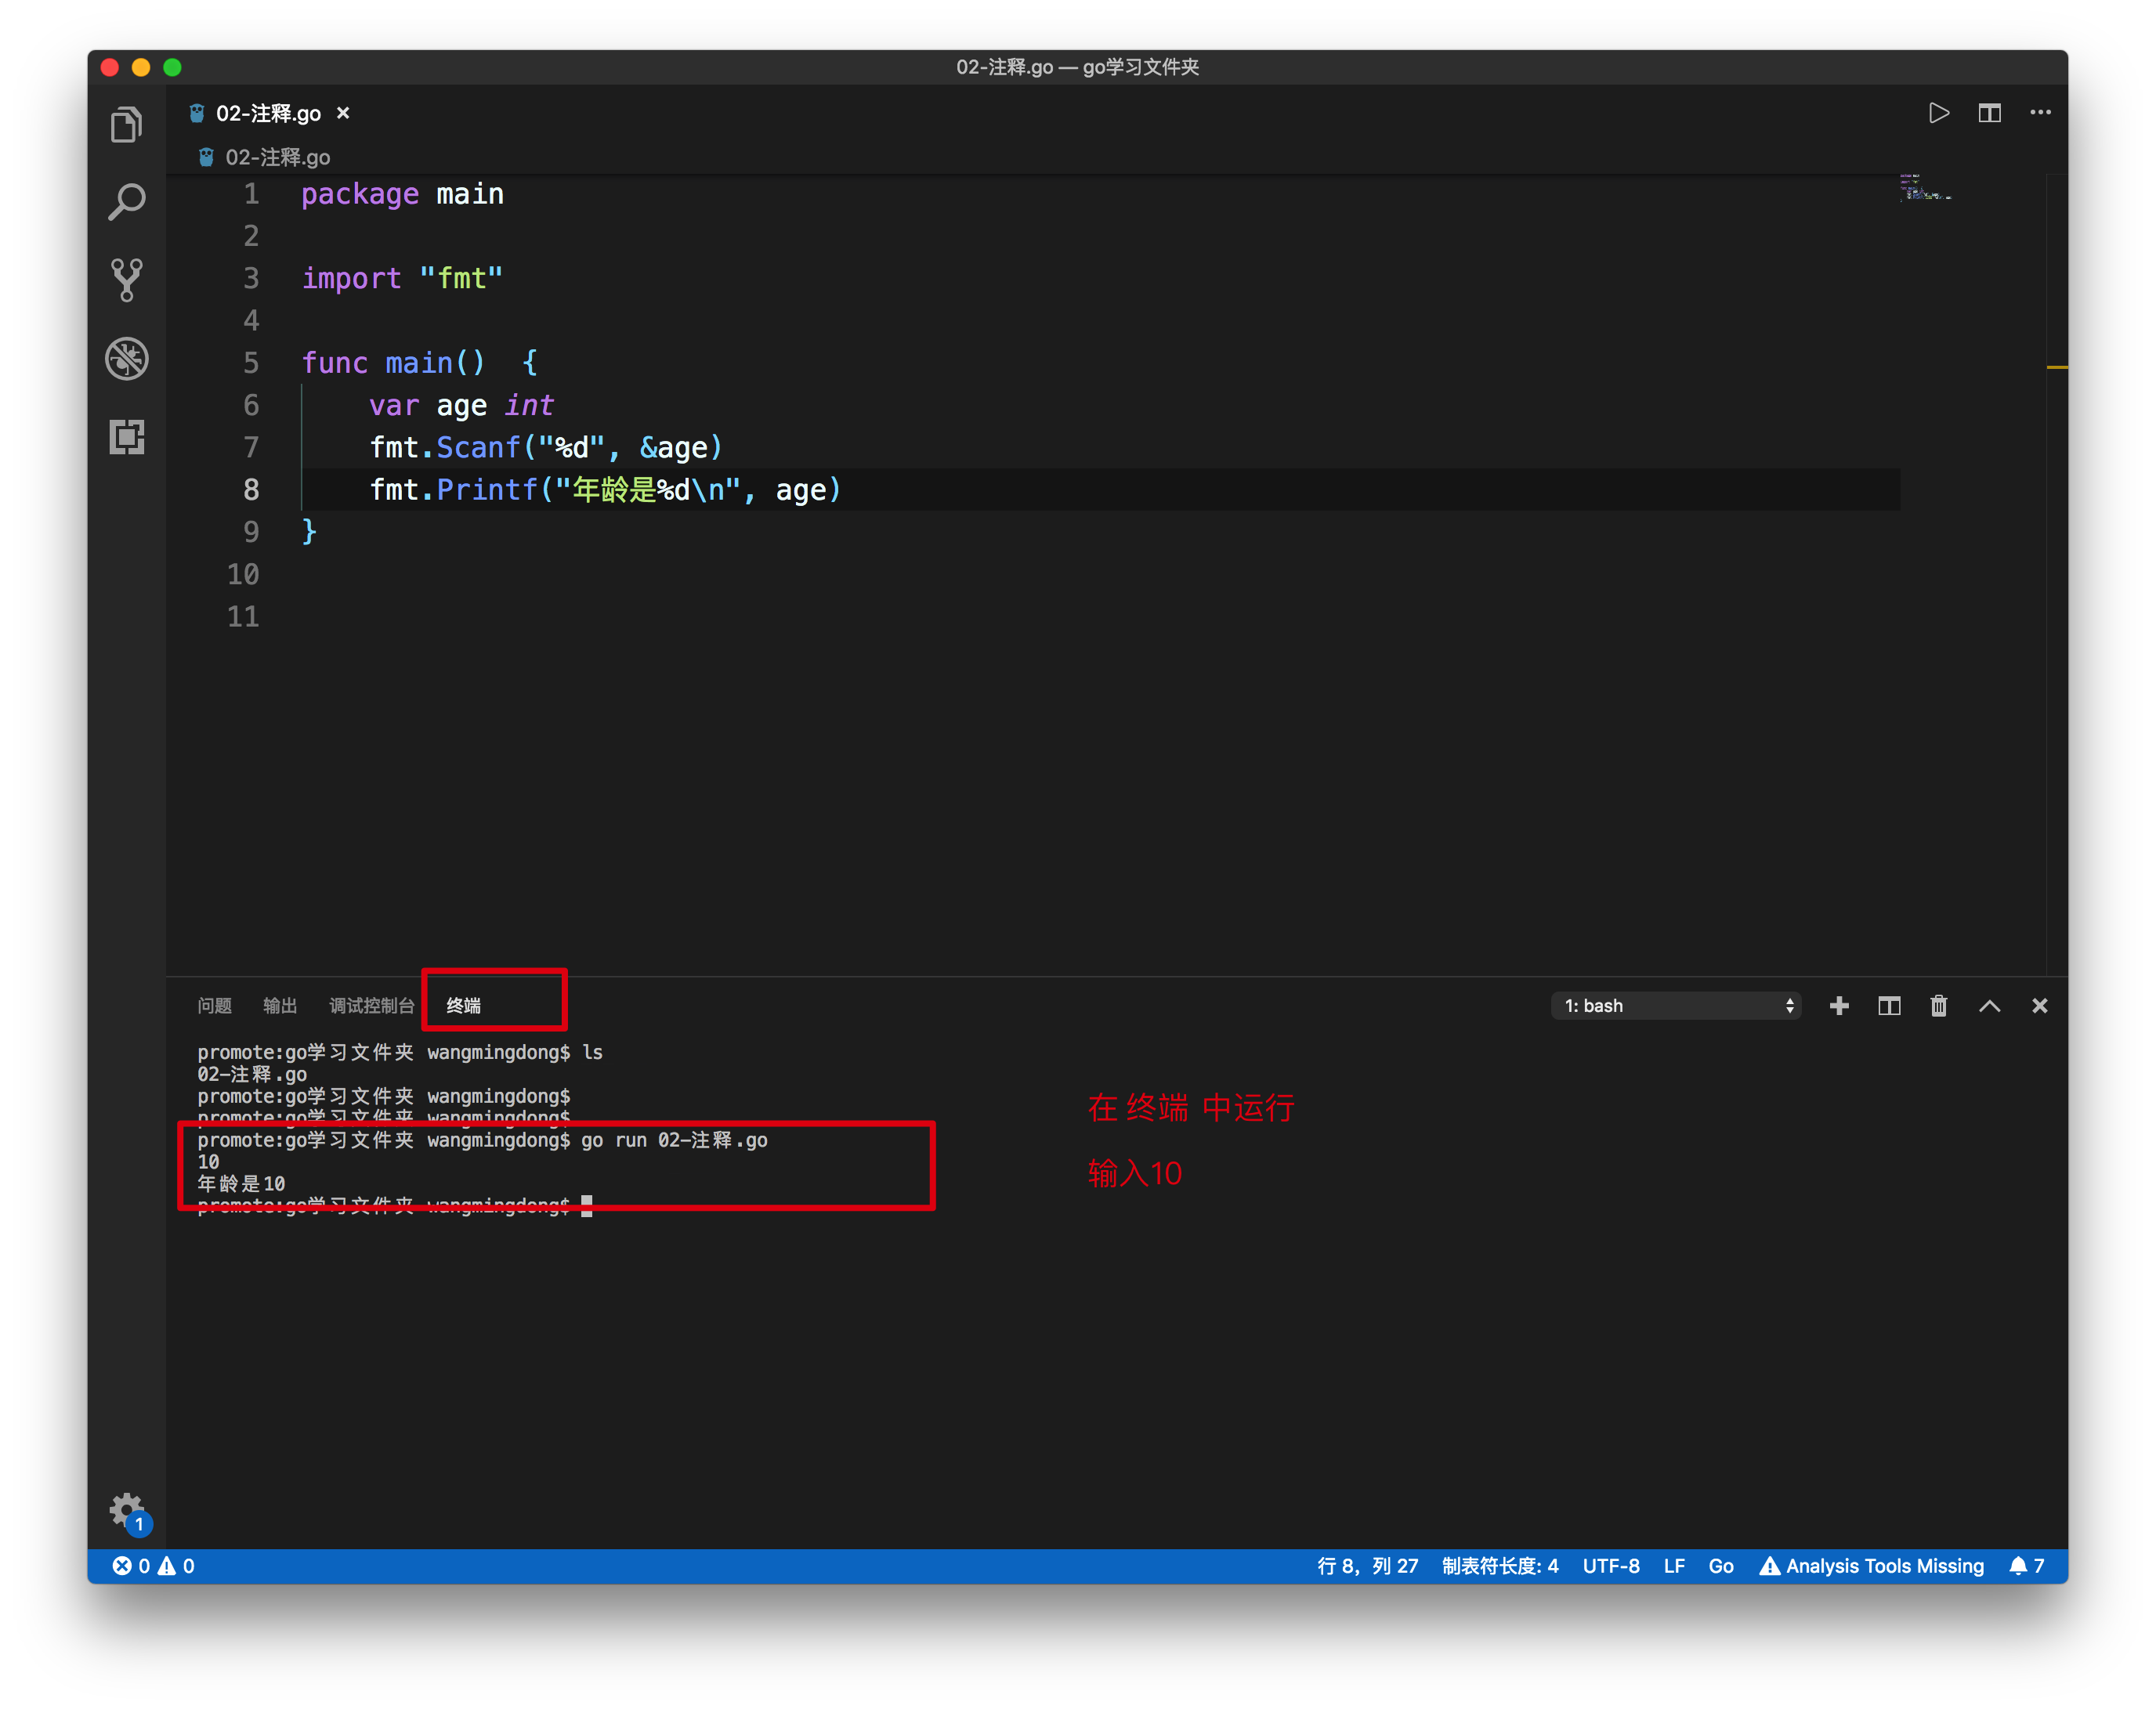 02-注释.go — go学习文件夹
02-注释.go
02-注释.go
1 package main
2
3 import "fmt"
4
5 func main()  {
6     var age int
7     fmt.Scanf("%d", &age)
8     fmt.Printf("年龄是%d\n", age)
9 }
10
11
问题 输出 调试控制台 终端 1: bash
promote:go学习文件夹 wangmingdong$ ls
02-注释.go
promote:go学习文件夹 wangmingdong$
promote:go学习文件夹 wangmingdong$
promote:go学习文件夹 wangmingdong$ go run 02-注释.go
10
年龄是10
promote:go学习文件夹 wangmingdong$
在 终端 中运行
输入10
1
0 0 行 8，列 27 制表符长度: 4 UTF-8 LF Go Analysis Tools Missing 7